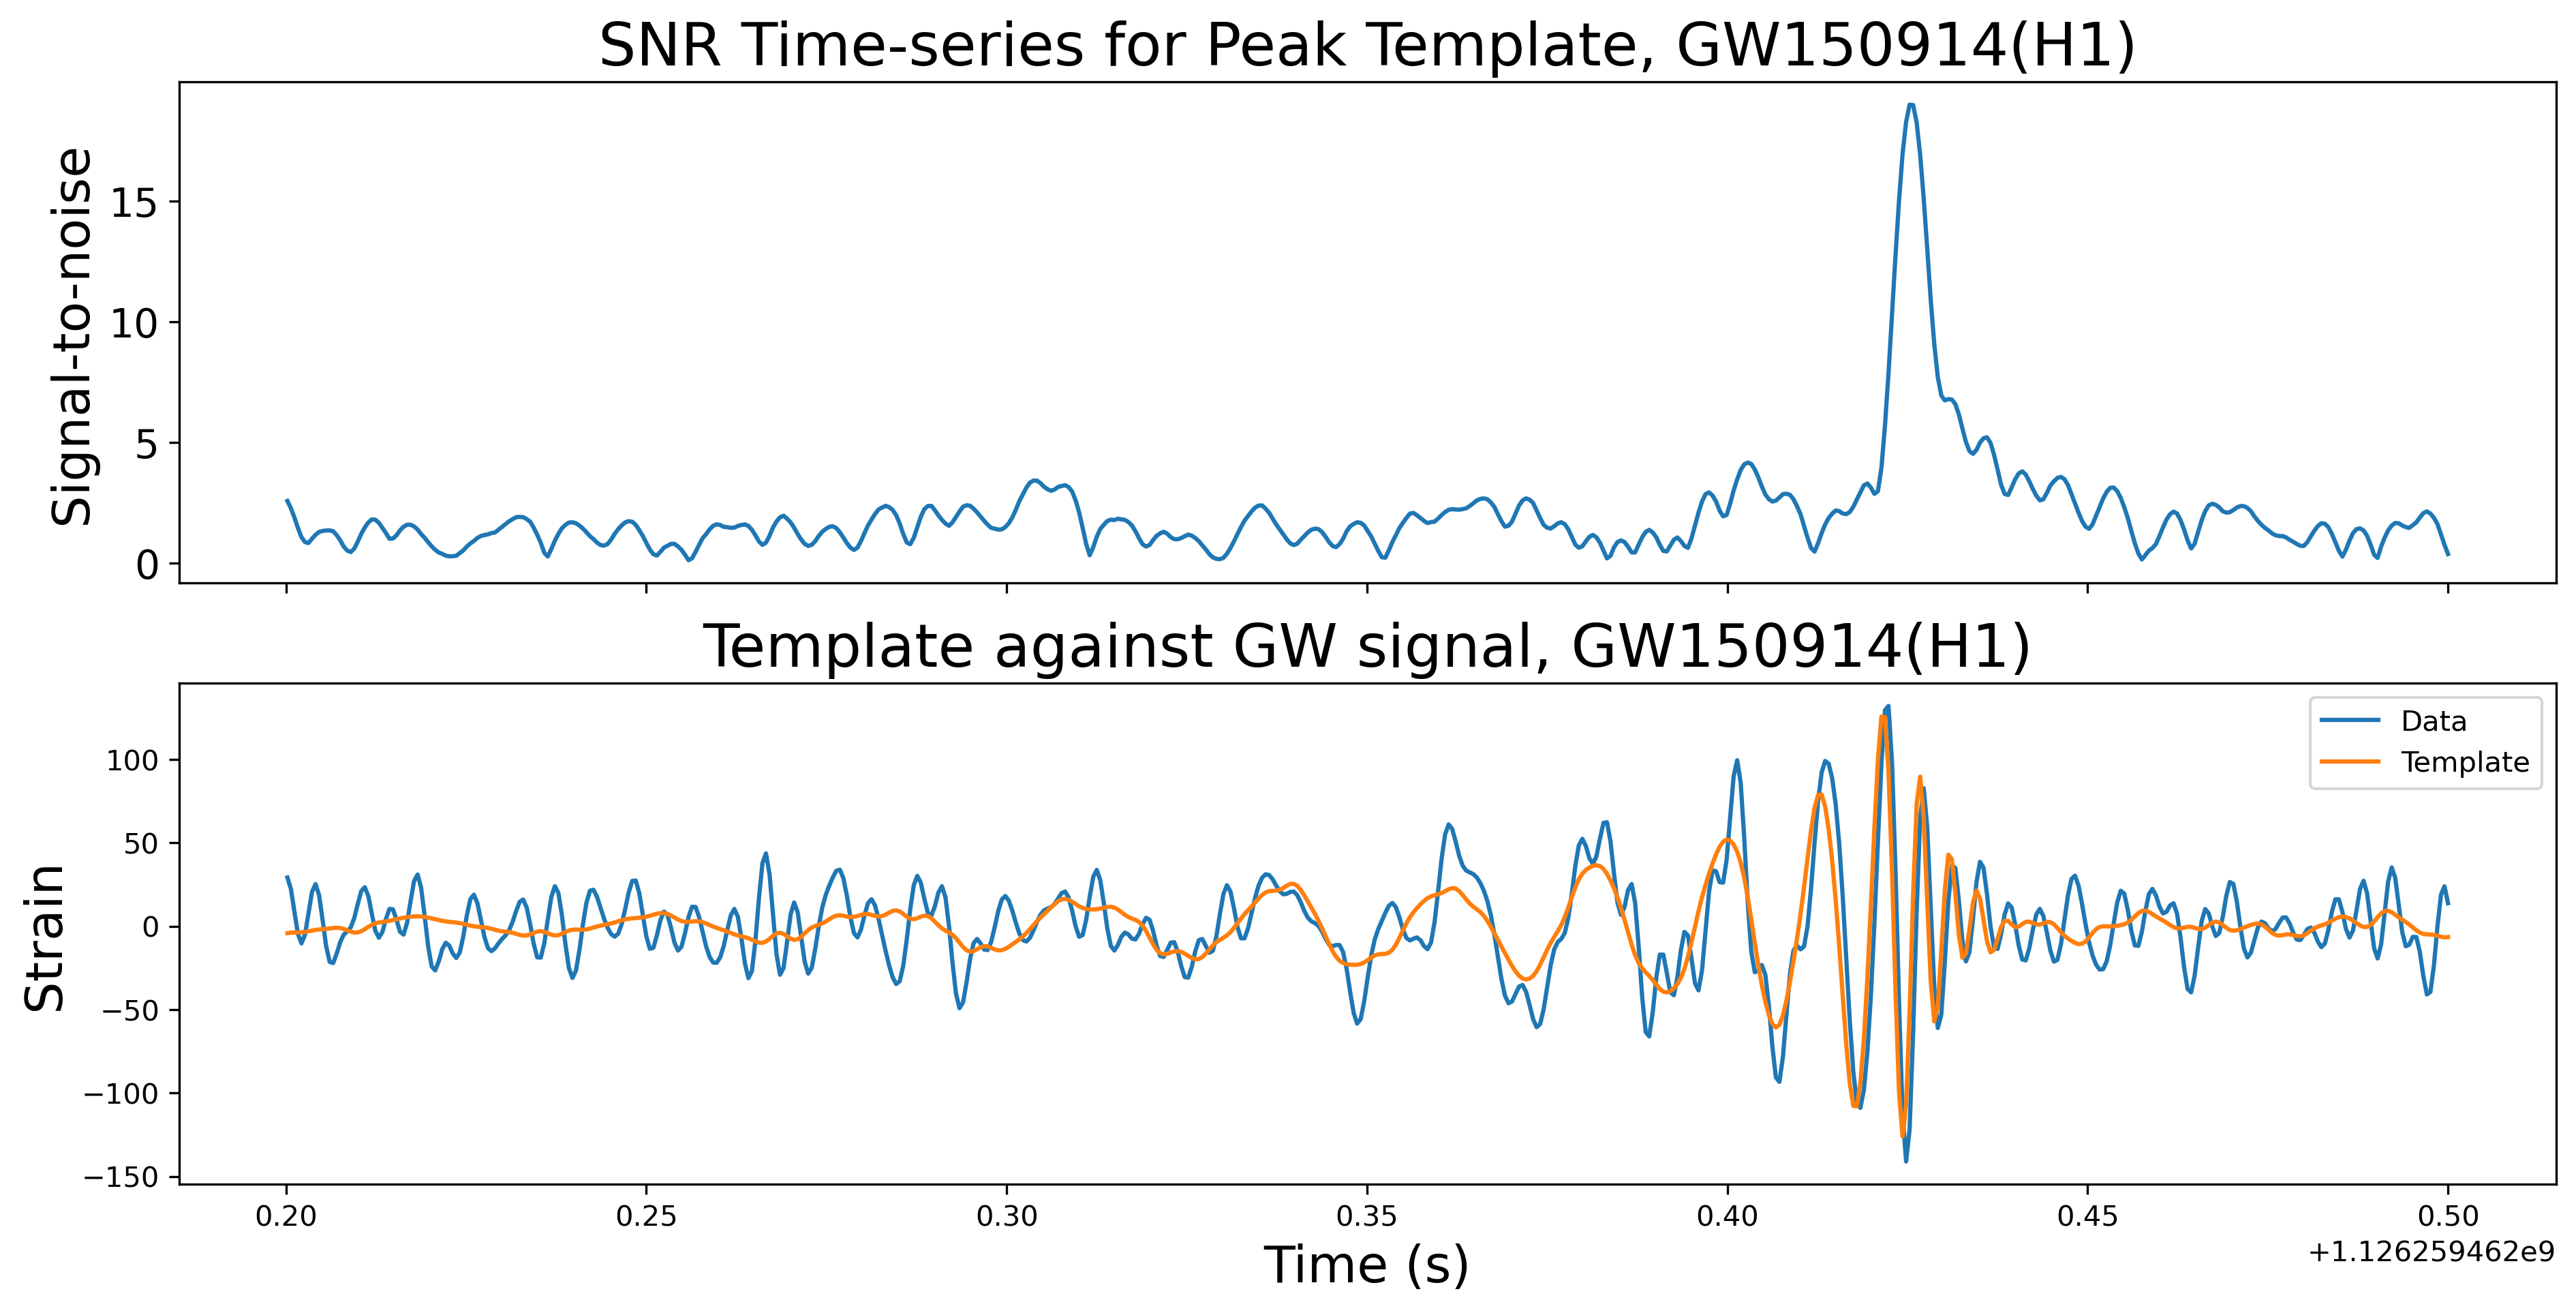 SNR Time-series for Peak Template, GW150914(H1)
Signal-to-noise
15
10
5
0
Template against GW signal, GW150914(H1)
Data
Template
Strain
100
50
0
−50
−100
−150
0.20 0.25 0.30 0.35 0.40 0.45 0.50
Time (s)
+1.126259462e9